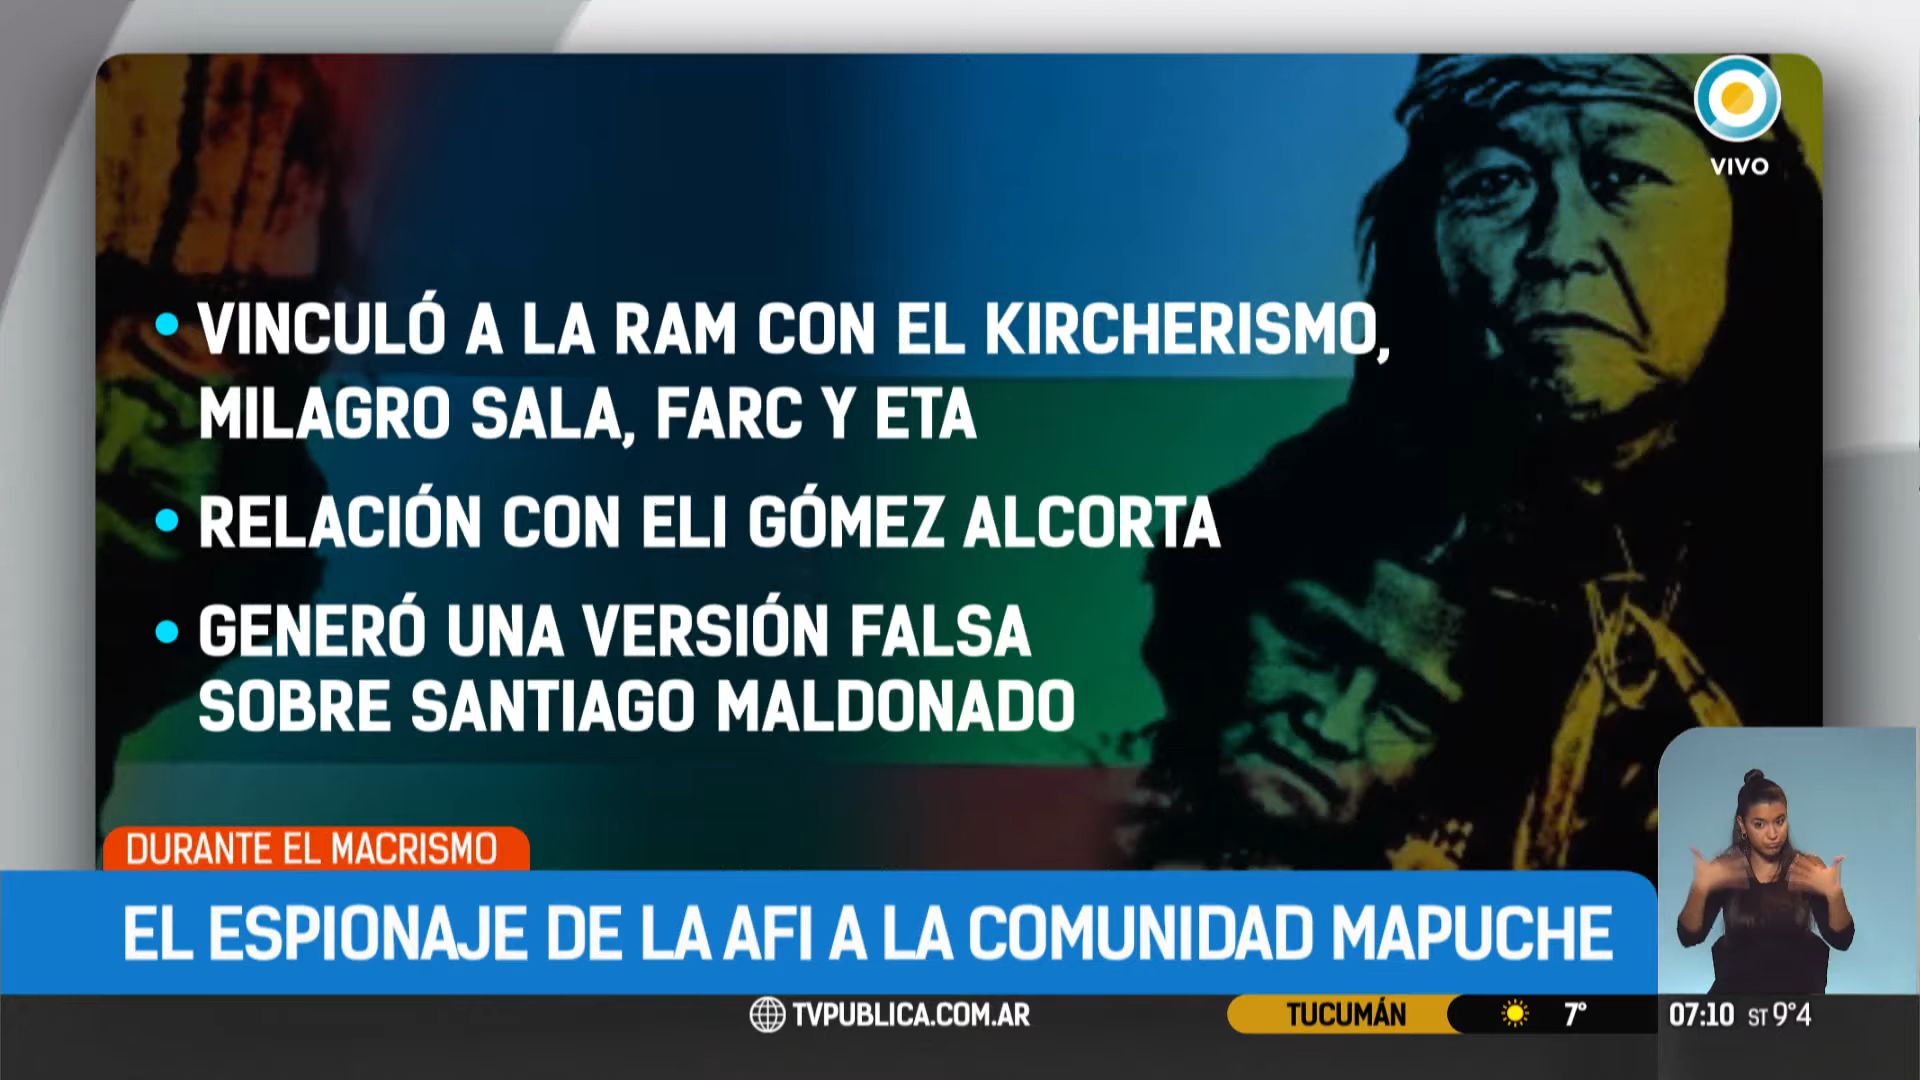 VIVO
• VINCULÓ A LA RAM CON EL KIRCHERISMO,
MILAGRO SALA, FARC Y ETA
• RELACIÓN CON ELI GÓMEZ ALCORTA
• GENERÓ UNA VERSIÓN FALSA
SOBRE SANTIAGO MALDONADO
DURANTE EL MACRISMO
EL ESPIONAJE DE LA AFI A LA COMUNIDAD MAPUCHE
TVPUBLICA.COM.AR
TUCUMÁN 7°
07:10 ST 9°4